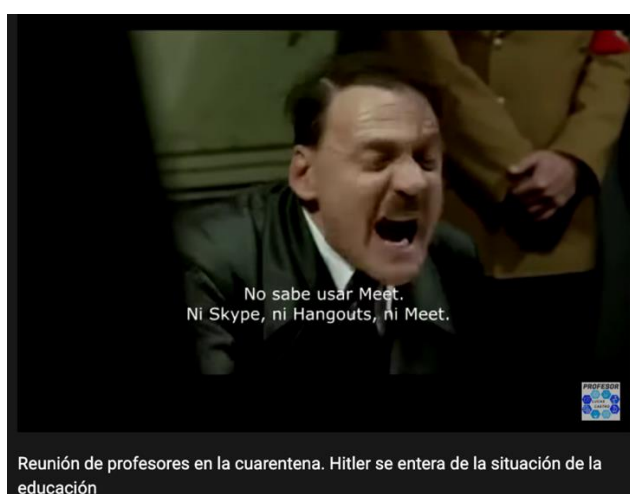 No sabe usar Meet.
Ni Skype, ni Hangouts, ni Meet.
PROFESOR
Reunión de profesores en la cuarentena. Hitler se entera de la situación de la
educación